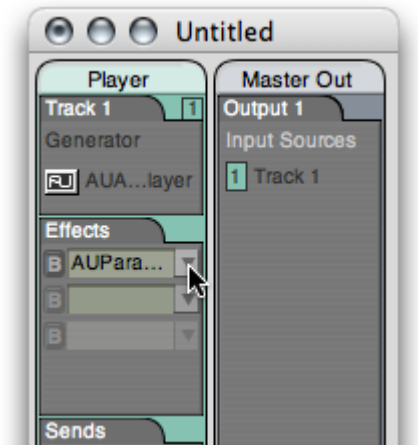 Untitled
Player
Track 1 1
Generator
AU AUA...layer
Effects
B AUPara...
B
B
Sends
Master Out
Output 1
Input Sources
1 Track 1